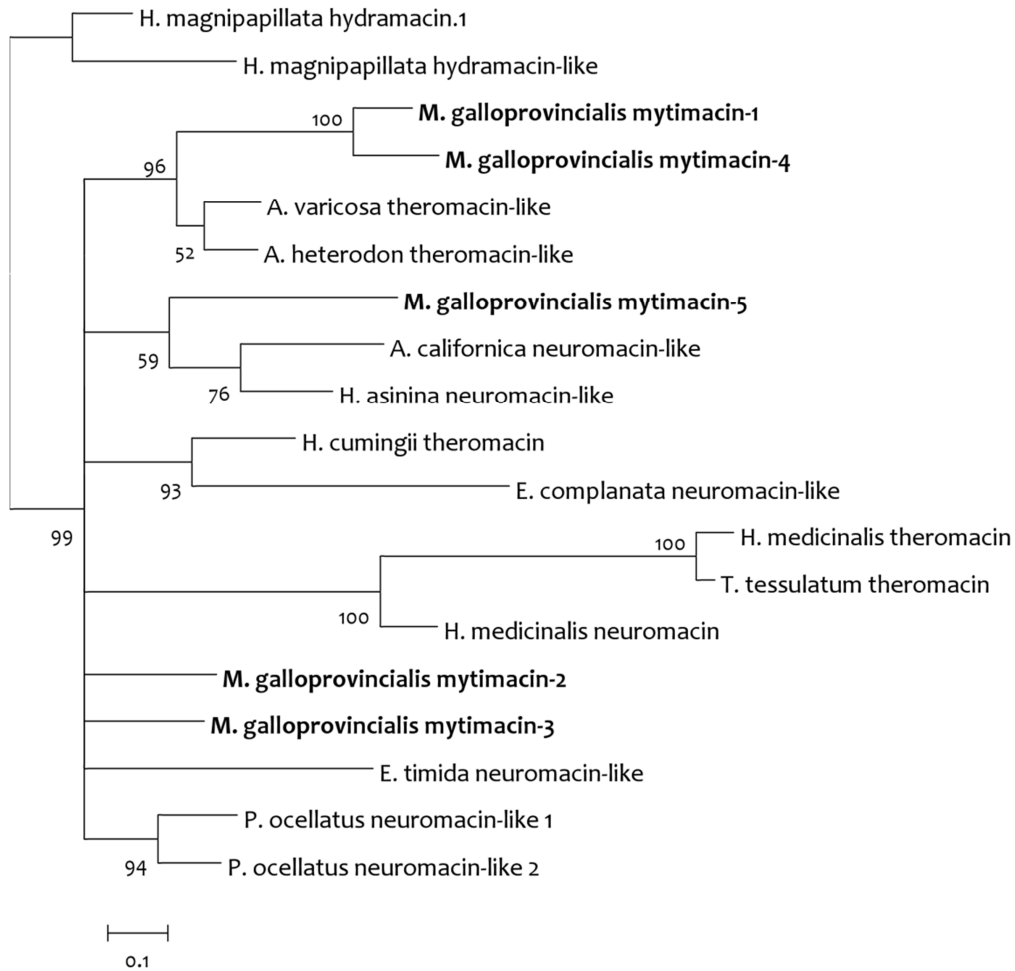 H. magnipapillata hydramacin.1
H. magnipapillata hydramacin-like
100 M. galloprovincialis mytimacin-1
M. galloprovincialis mytimacin-4
96
A. varicosa theromacin-like
52 A. heterodon theromacin-like
M. galloprovincialis mytimacin-5
A. californica neuromacin-like
59
76 H. asinina neuromacin-like
H. cumingii theromacin
93 E. complanata neuromacin-like
99
100 H. medicinalis theromacin
T. tessulatum theromacin
100 H. medicinalis neuromacin
M. galloprovincialis mytimacin-2
M. galloprovincialis mytimacin-3
E. timida neuromacin-like
P. ocellatus neuromacin-like 1
94 P. ocellatus neuromacin-like 2
0.1